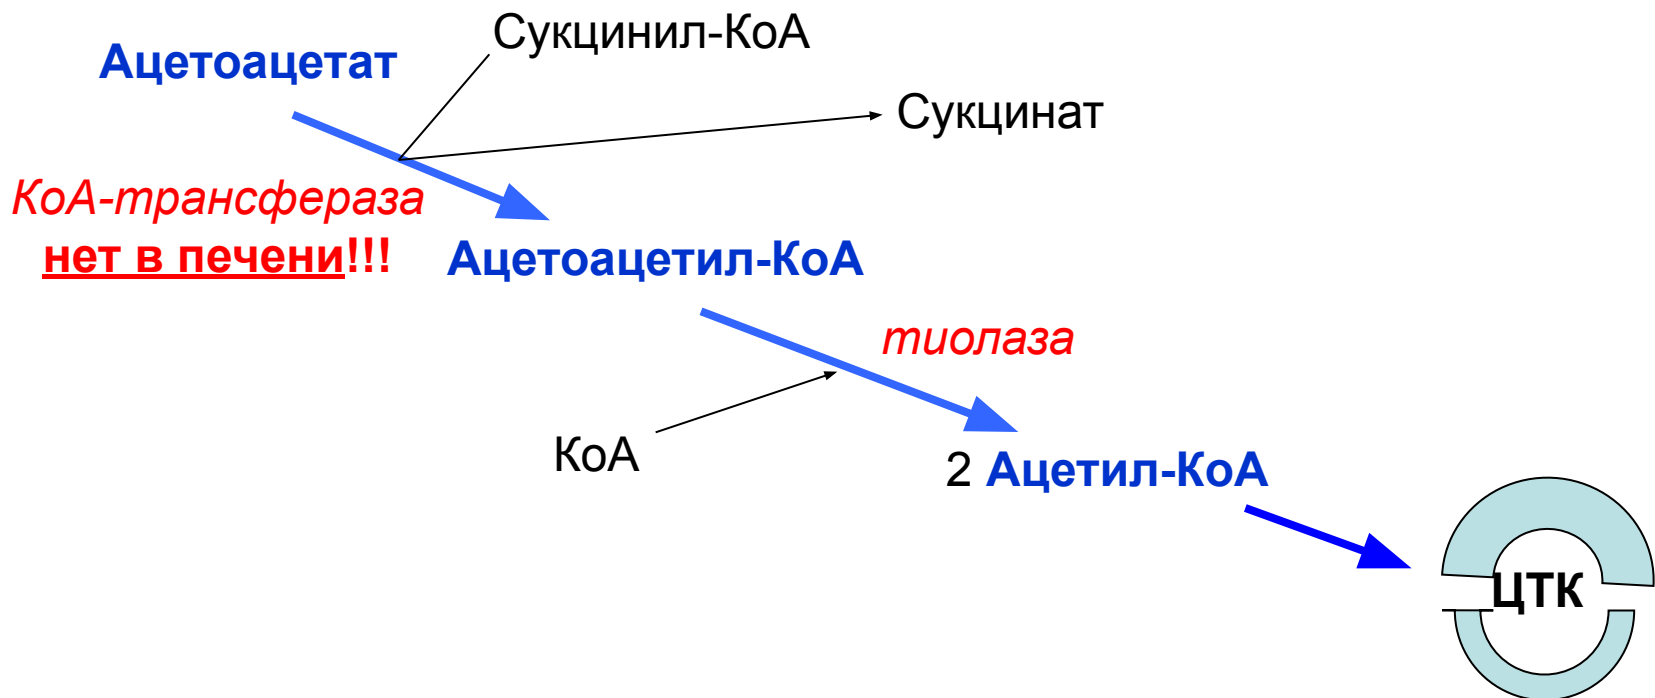 Сукцинил-КоА
Ацетоацетат
Сукцинат
КоА-трансфераза
нет в печени!!!
Ацетоацетил-КоА
тиолаза
КоА
2 Ацетил-КоА
ЦТК